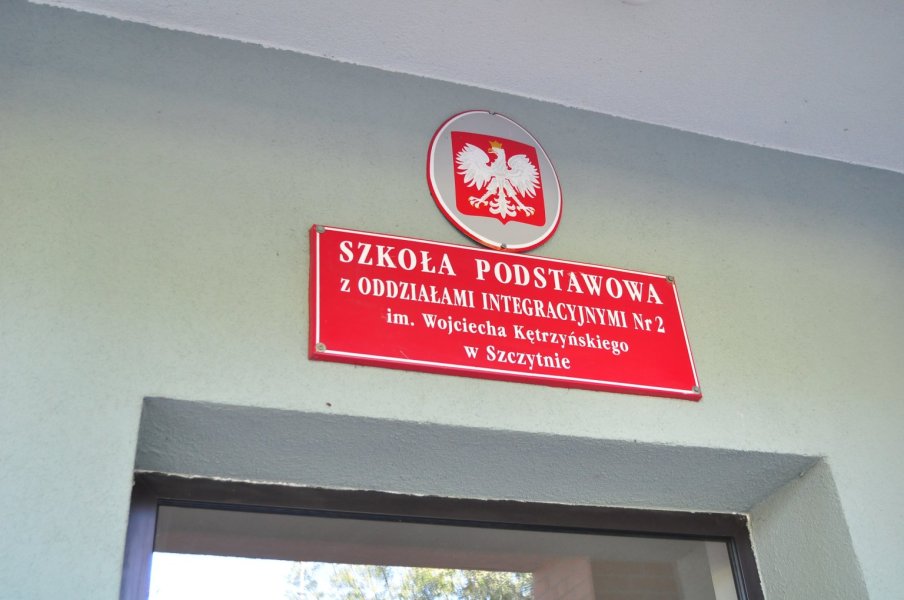 SZKOŁA PODSTAWOWA
z ODDZIAŁAMI INTEGRACYJNYMI Nr 2
im. Wojciecha Kętrzyńskiego
w Szczytnie